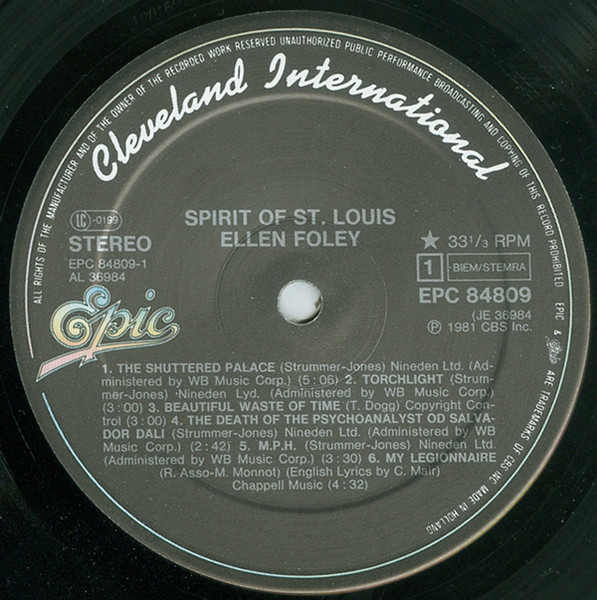 ALL RIGHTS OF THE MANUFACTURER AND OF THE OWNER OF THE RECORDED WORK RESERVED UNAUTHORIZED PUBLIC PERFORMANCE BROADCASTING AND COPYING OF THIS RECORD PROHIBITED
EPIC & Epic ARE TRADEMARKS OF CBS INC MADE IN HOLLAND
Cleveland International
SPIRIT OF ST. LOUIS
ELLEN FOLEY
LC-0199
STEREO
EPC 84809-1
AL 36984
★ 33 1/3 RPM
1 BIEM/STEMRA
EPC 84809
(JE 36984
℗ 1981 CBS Inc.
Epic
1. THE SHUTTERED PALACE (Strummer-Jones) Nineden Ltd. (Ad-
ministered by WB Music Corp.) (5:06) 2. TORCHLIGHT (Strum-
mer-Jones) Nineden Lyd. (Administered by WB Music Corp.)
(3:00) 3. BEAUTIFUL WASTE OF TIME (T. Dogg) Copyright Con-
trol (3:00) 4. THE DEATH OF THE PSYCHOANALYST OD SALVA-
DOR DALI (Strummer-Jones) Nineden Ltd. (Administered by WB
Music Corp.) (2:42) 5. M.P.H. (Strummer-Jones) Nineden Ltd.
(Administered by WB Music Corp.) (3:30) 6. MY LEGIONNAIRE
(R. Asso-M. Monnot) (English Lyrics by C. Mair)
Chappell Music (4:32)